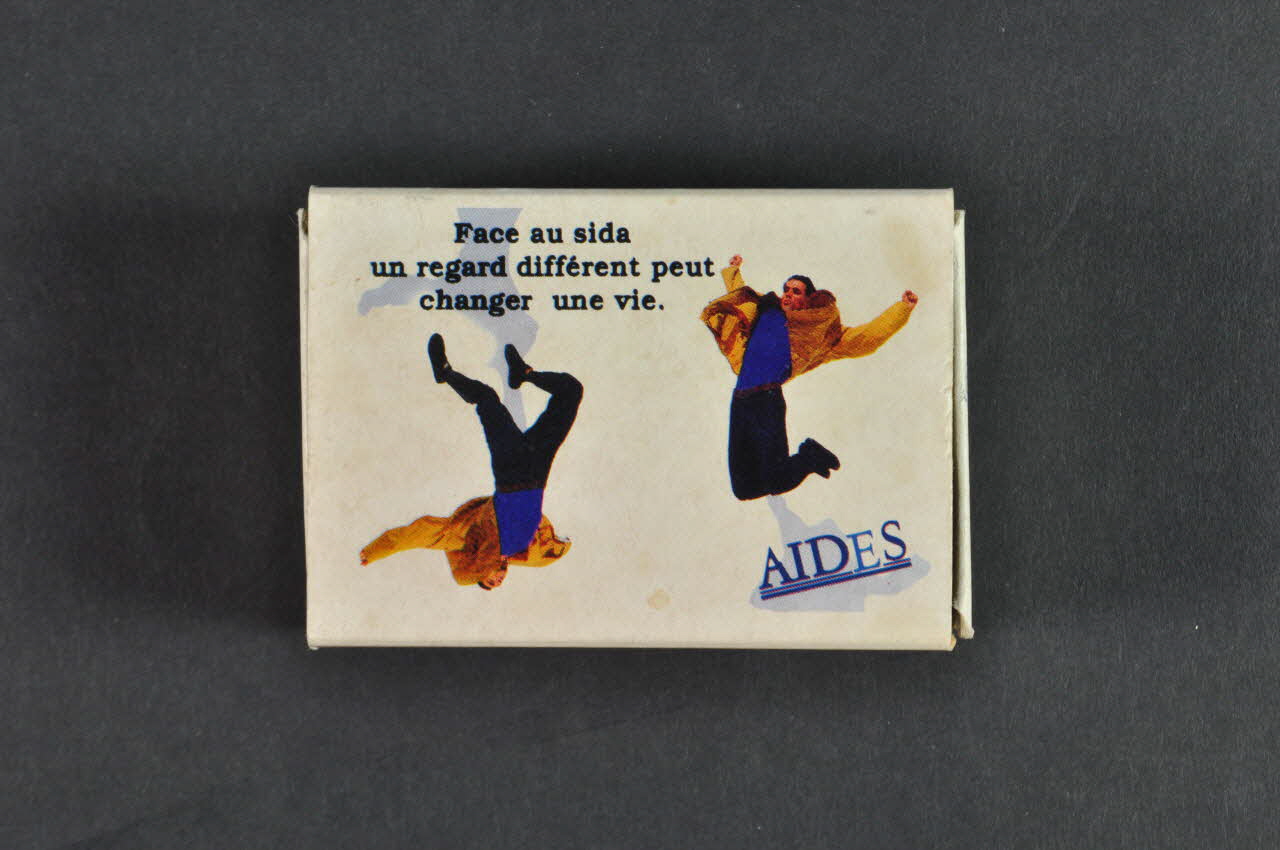 Face au sida
un regard différent peut
changer une vie.
AIDES